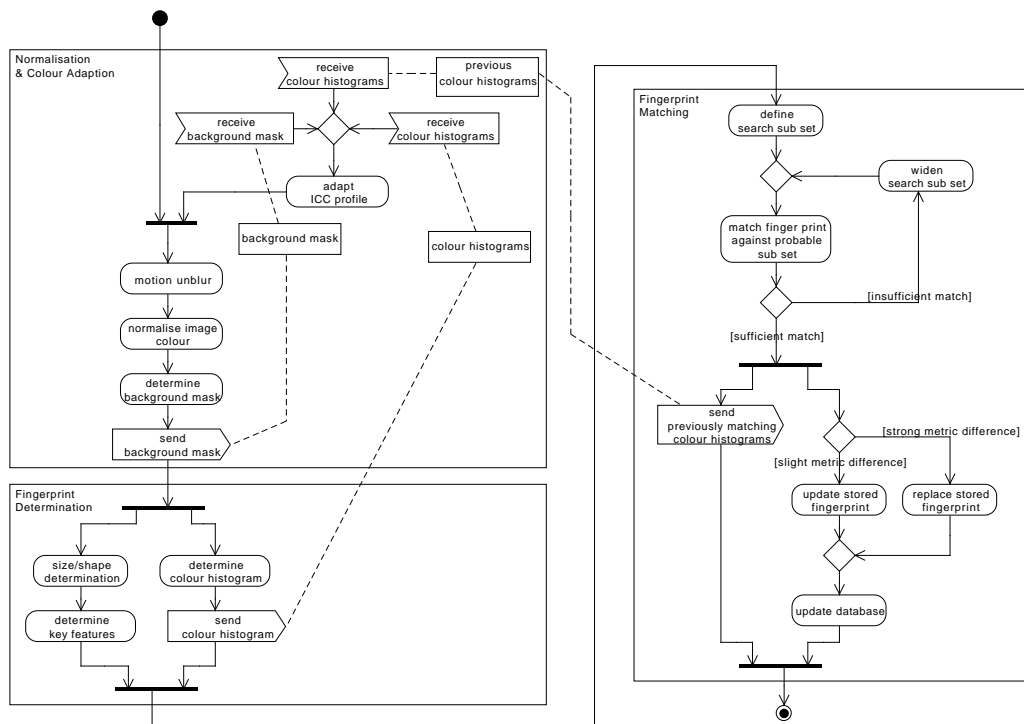 Normalisation
& Colour Adaption
receive
colour histograms
previous
colour histograms
receive
background mask
receive
colour histograms
adapt
ICC profile
background mask
colour histograms
motion unblur
normalise image
colour
determine
background mask
send
background mask
Fingerprint
Determination
size/shape
determination
determine
colour histogram
determine
key features
send
colour histogram
Fingerprint
Matching
define
search sub set
widen
search sub set
match finger print
against probable
sub set
[insufficient match]
[sufficient match]
send
previously matching
colour histograms
[strong metric difference]
[slight metric difference]
update stored
fingerprint
replace stored
fingerprint
update database